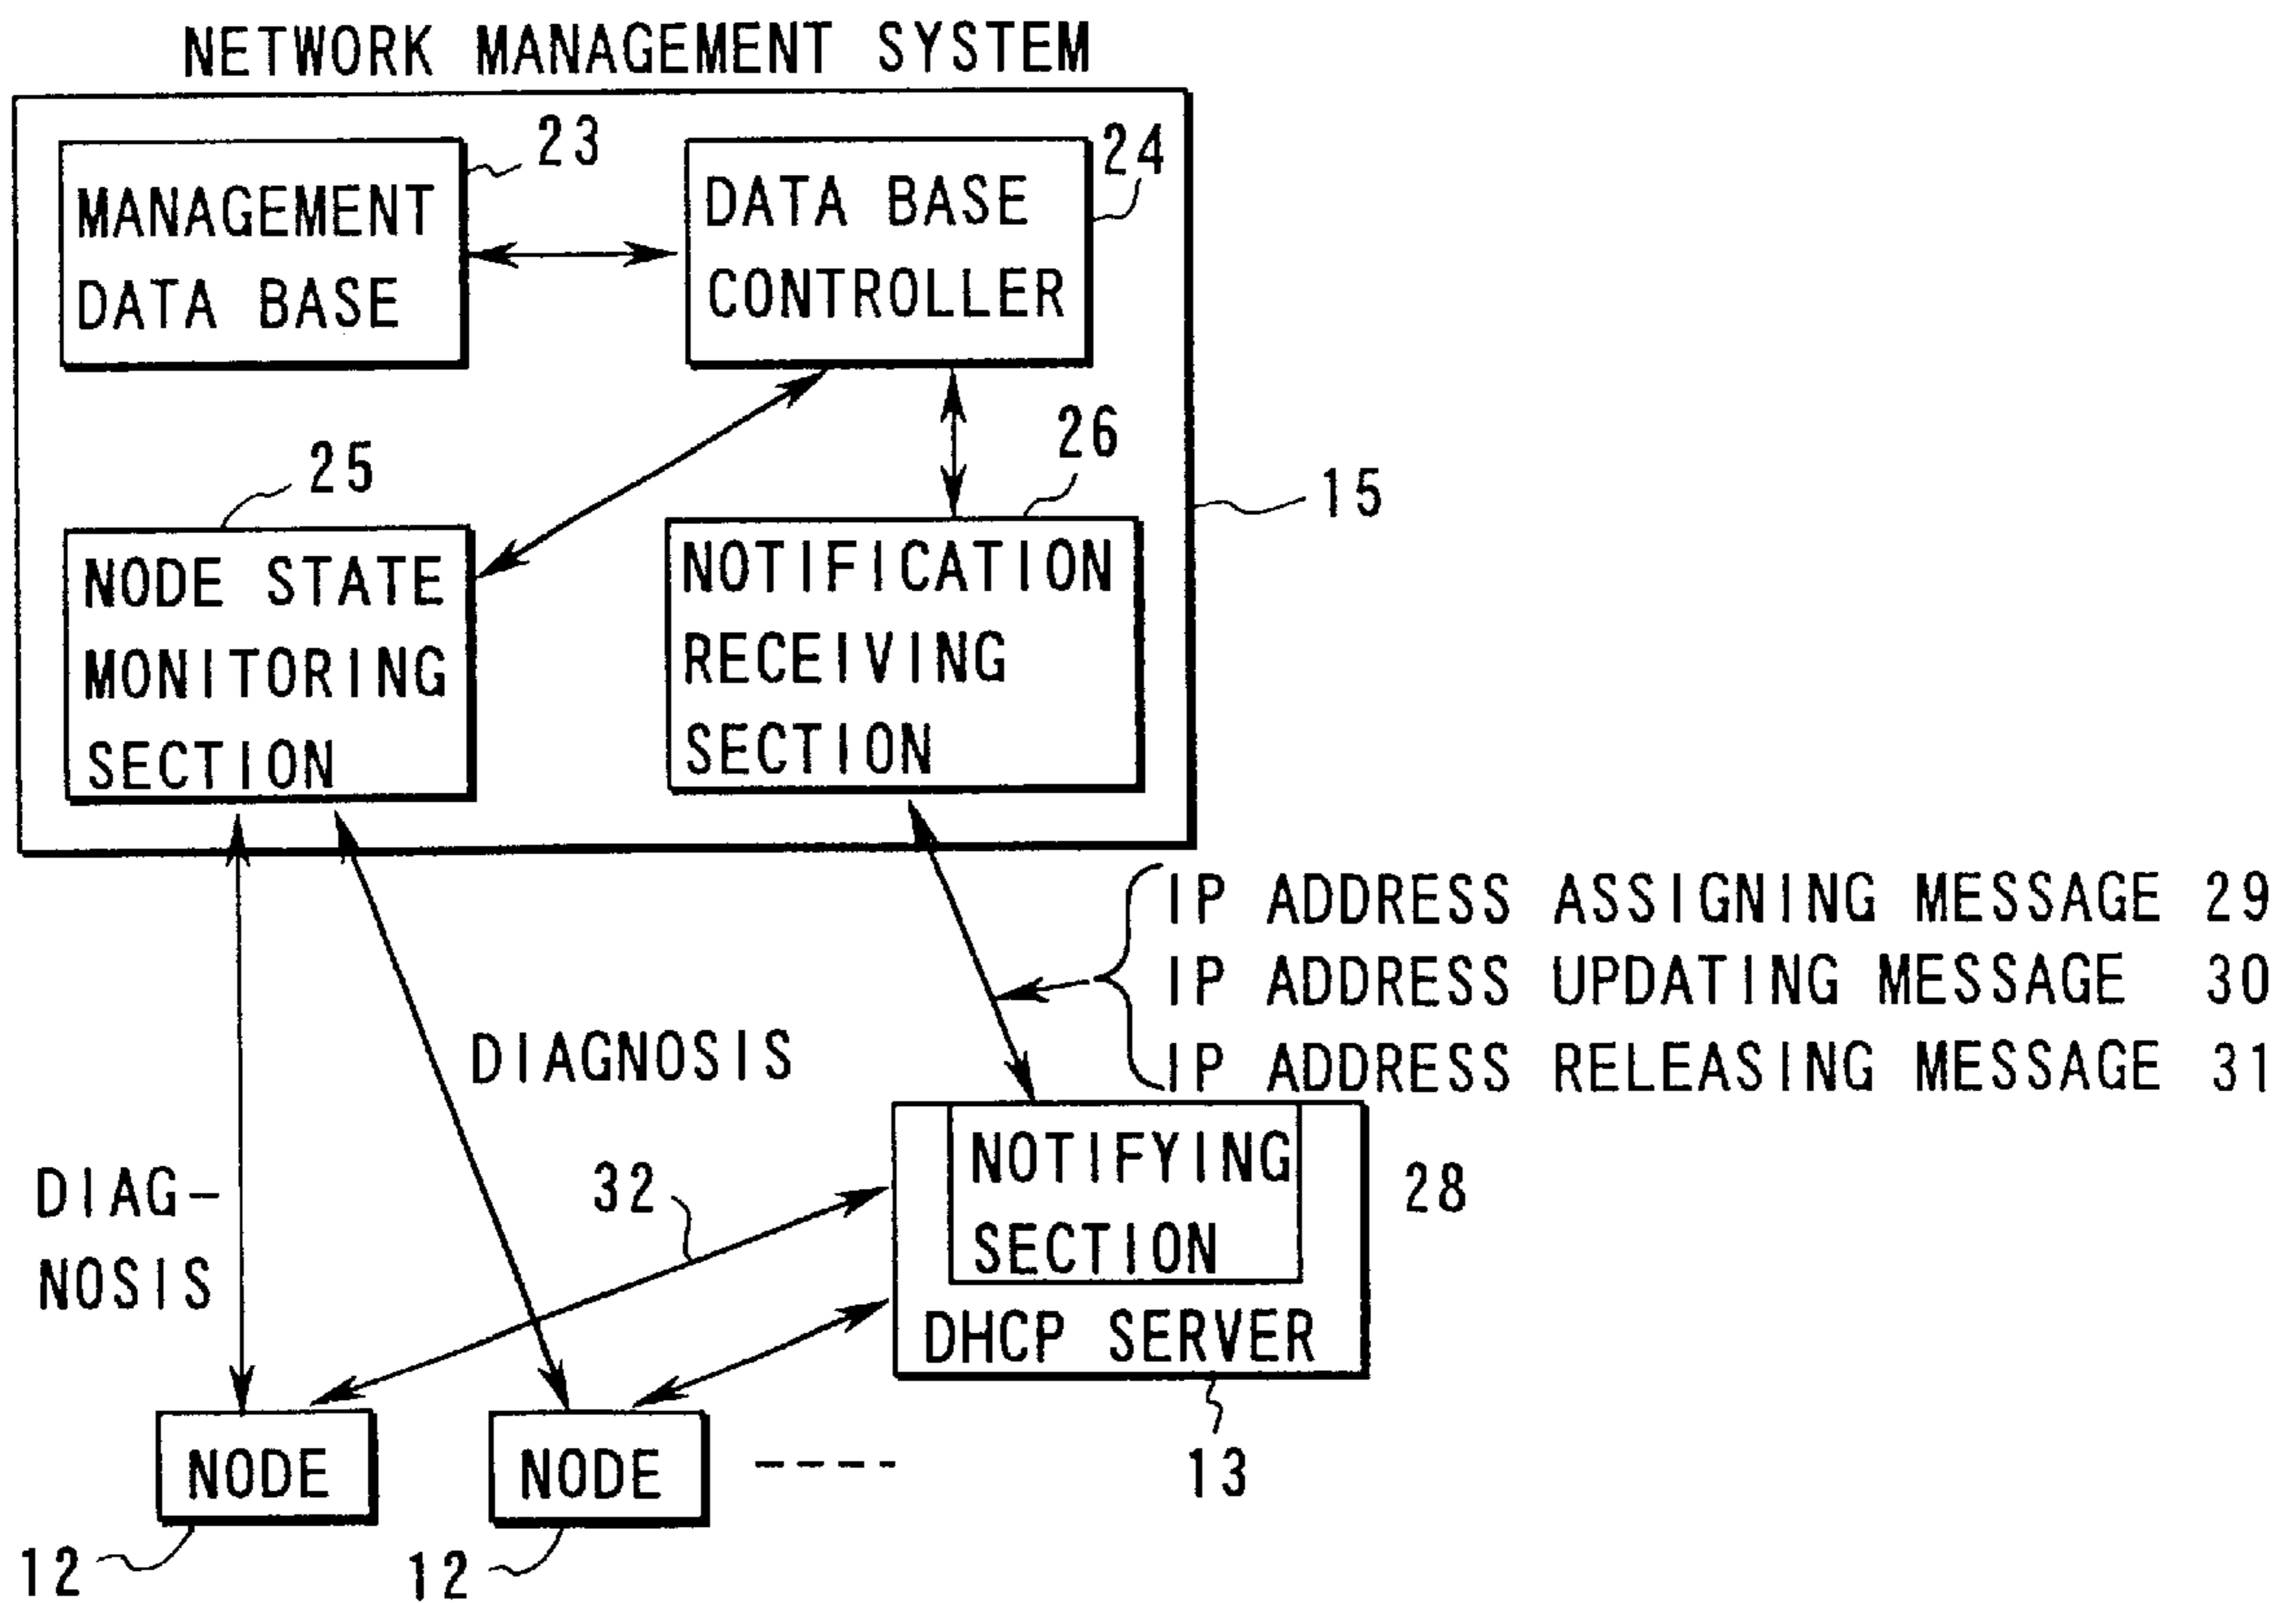 NETWORK MANAGEMENT SYSTEM
23
24
MANAGEMENT
DATA BASE
DATA BASE
CONTROLLER
25
26
15
NODE STATE
MONITORING
SECTION
NOTIFICATION
RECEIVING
SECTION
IP ADDRESS ASSIGNING MESSAGE 29
IP ADDRESS UPDATING MESSAGE 30
IP ADDRESS RELEASING MESSAGE 31
DIAGNOSIS
DIAG-
NOSIS
32
NOTIFYING
SECTION
28
DHCP SERVER
13
NODE
NODE
----
12
12